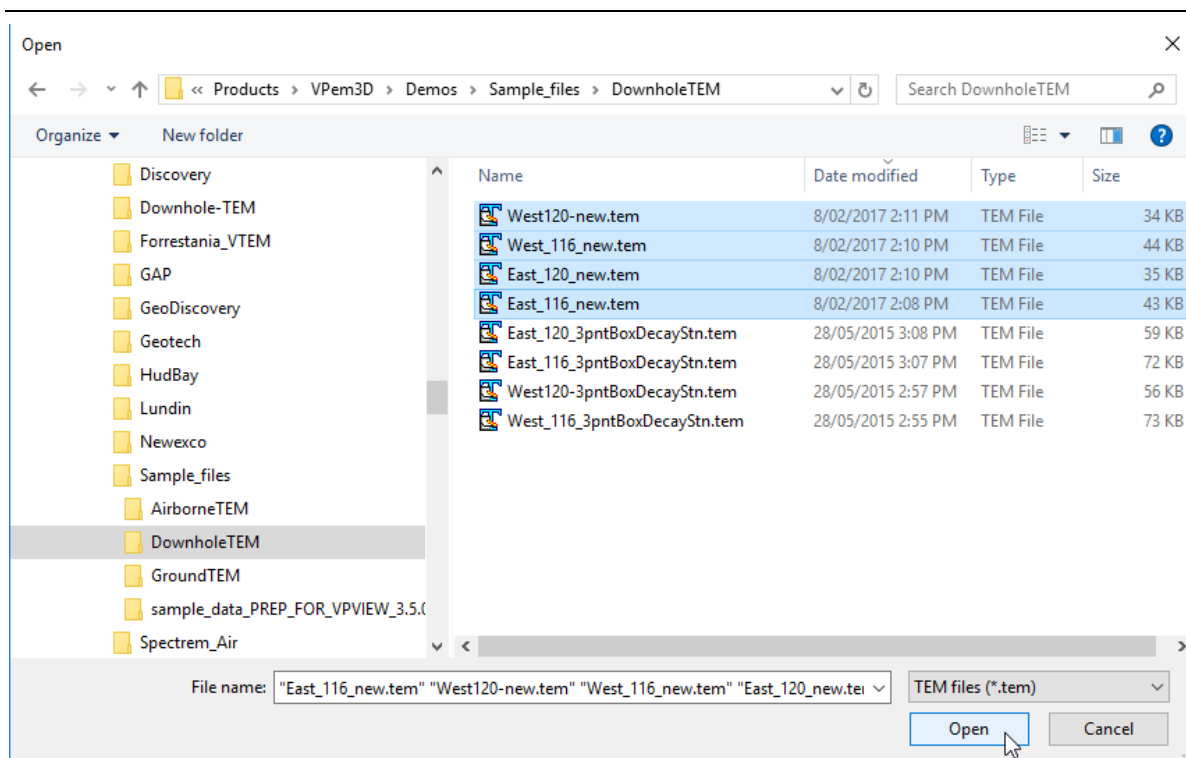 Open
« Products > VPem3D > Demos > Sample_files > DownholeTEM
Search DownholeTEM
Organize
New folder
Discovery
Downhole-TEM
Forrestania_VTEM
GAP
GeoDiscovery
Geotech
HudBay
Lundin
Newexco
Sample_files
AirborneTEM
DownholeTEM
GroundTEM
sample_data_PREP_FOR_VPVIEW_3.5.0
Spectrem_Air
Name Date modified Type Size
West120-new.tem 8/02/2017 2:11 PM TEM File 34 KB
West_116_new.tem 8/02/2017 2:10 PM TEM File 44 KB
East_120_new.tem 8/02/2017 2:10 PM TEM File 35 KB
East_116_new.tem 8/02/2017 2:08 PM TEM File 43 KB
East_120_3pntBoxDecayStn.tem 28/05/2015 3:08 PM TEM File 59 KB
East_116_3pntBoxDecayStn.tem 28/05/2015 3:07 PM TEM File 72 KB
West120-3pntBoxDecayStn.tem 28/05/2015 2:57 PM TEM File 56 KB
West_116_3pntBoxDecayStn.tem 28/05/2015 2:55 PM TEM File 73 KB
File name: "East_116_new.tem" "West120-new.tem" "West_116_new.tem" "East_120_new.te
TEM files (*.tem)
Open
Cancel